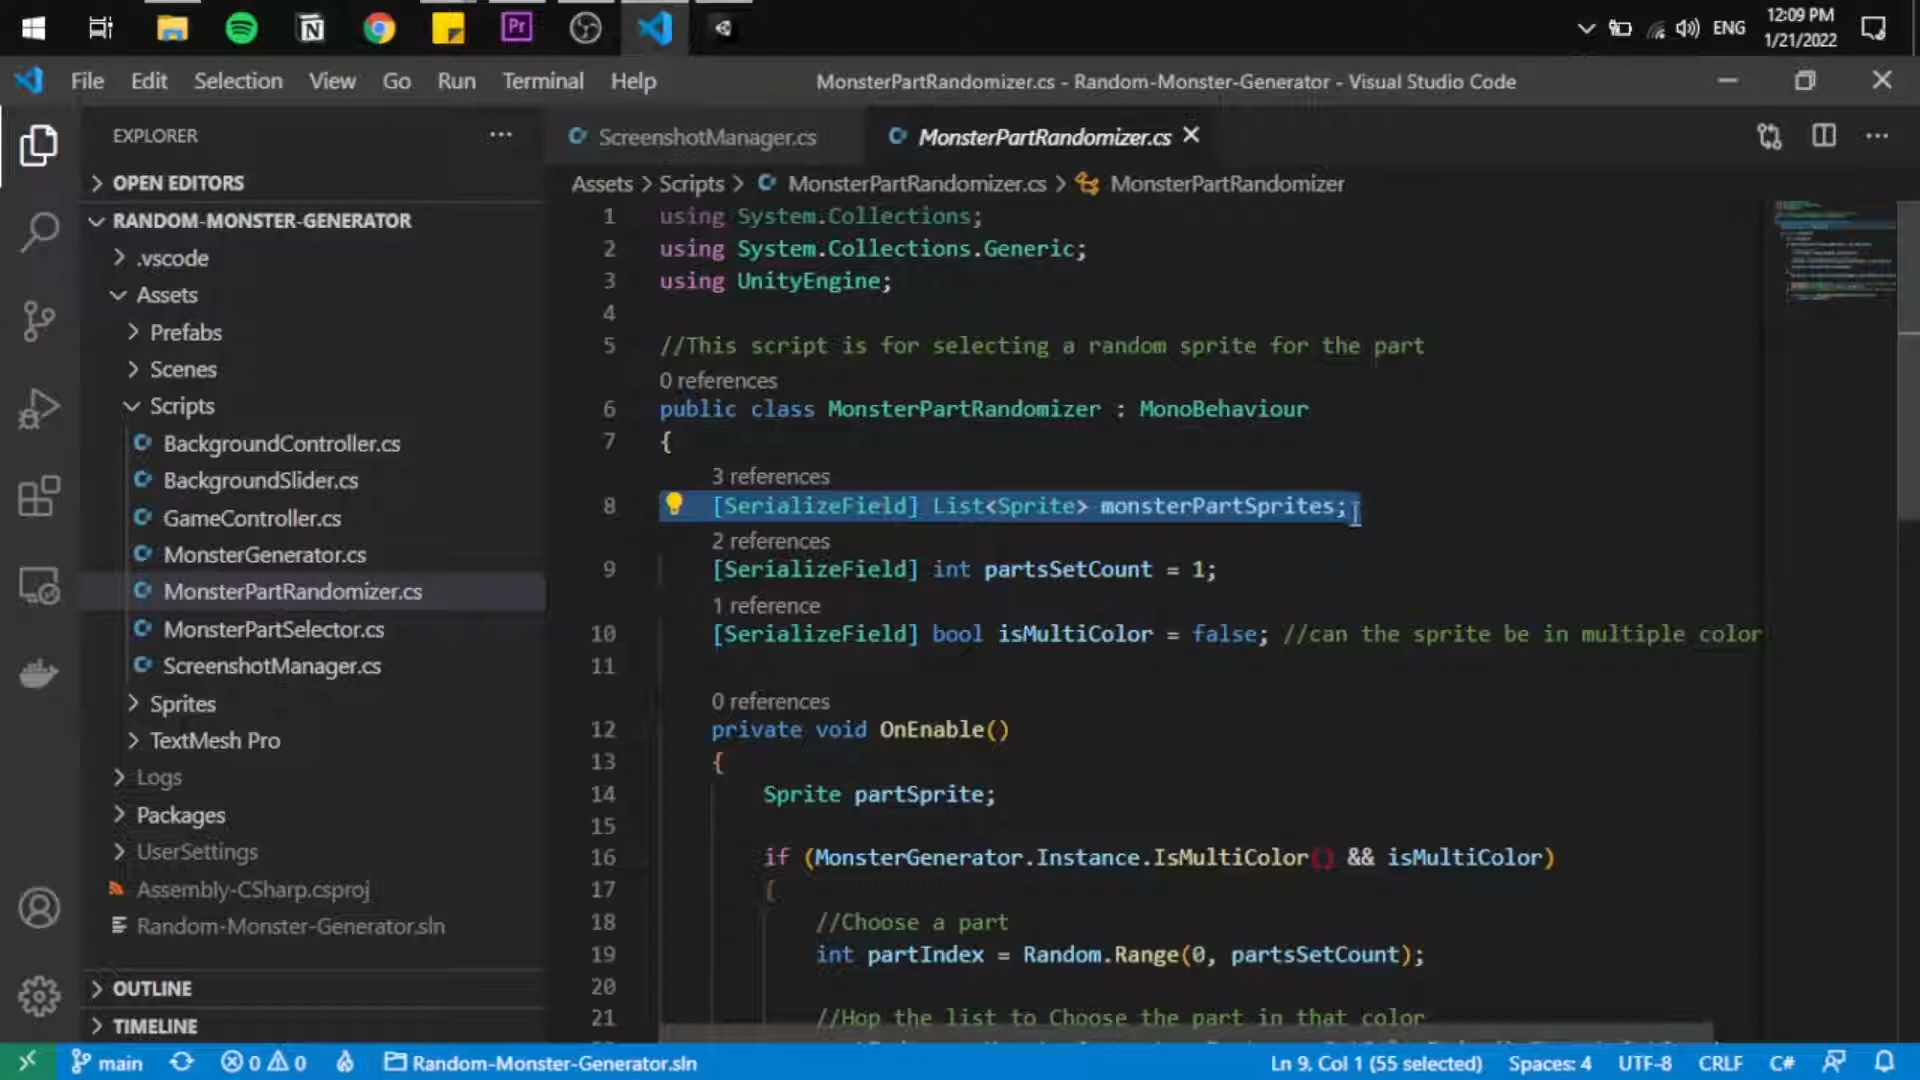 Pr
ENG
12:09 PM
1/21/2022
File Edit Selection View Go Run Terminal Help
MonsterPartRandomizer.cs - Random-Monster-Generator - Visual Studio Code
EXPLORER
OPEN EDITORS
RANDOM-MONSTER-GENERATOR
.vscode
Assets
Prefabs
Scenes
Scripts
BackgroundController.cs
BackgroundSlider.cs
GameController.cs
MonsterGenerator.cs
MonsterPartRandomizer.cs
MonsterPartSelector.cs
ScreenshotManager.cs
Sprites
TextMesh Pro
Logs
Packages
UserSettings
Assembly-CSharp.csproj
Random-Monster-Generator.sln
OUTLINE
TIMELINE
ScreenshotManager.cs
MonsterPartRandomizer.cs
Assets > Scripts > MonsterPartRandomizer.cs > MonsterPartRandomizer
1 using System.Collections;
2 using System.Collections.Generic;
3 using UnityEngine;
4
5 //This script is for selecting a random sprite for the part
0 references
6 public class MonsterPartRandomizer : MonoBehaviour
7 {
3 references
8 [SerializeField] List<Sprite> monsterPartSprites;
2 references
9 [SerializeField] int partsSetCount = 1;
1 reference
10 [SerializeField] bool isMultiColor = false; //can the sprite be in multiple color
11
0 references
12 private void OnEnable()
13 {
14 Sprite partSprite;
15
16 if (MonsterGenerator.Instance.IsMultiColor() && isMultiColor)
17 {
18 //Choose a part
19 int partIndex = Random.Range(0, partsSetCount);
20
21 //Hop the list to Choose the part in that color
main 0 0 Random-Monster-Generator.sln Ln 9, Col 1 (55 selected) Spaces: 4 UTF-8 CRLF C#